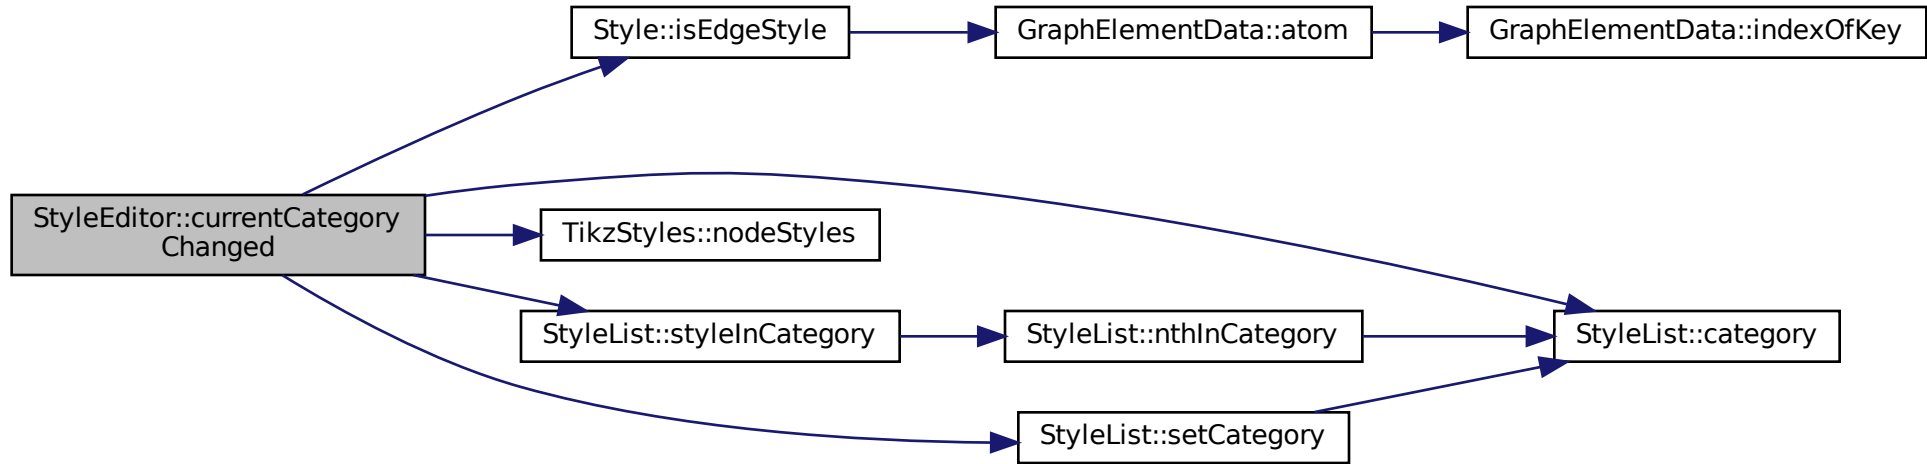 Style::isEdgeStyle
GraphElementData::atom
GraphElementData::indexOfKey
StyleEditor::currentCategory
Changed
TikzStyles::nodeStyles
StyleList::styleInCategory
StyleList::nthInCategory
StyleList::category
StyleList::setCategory